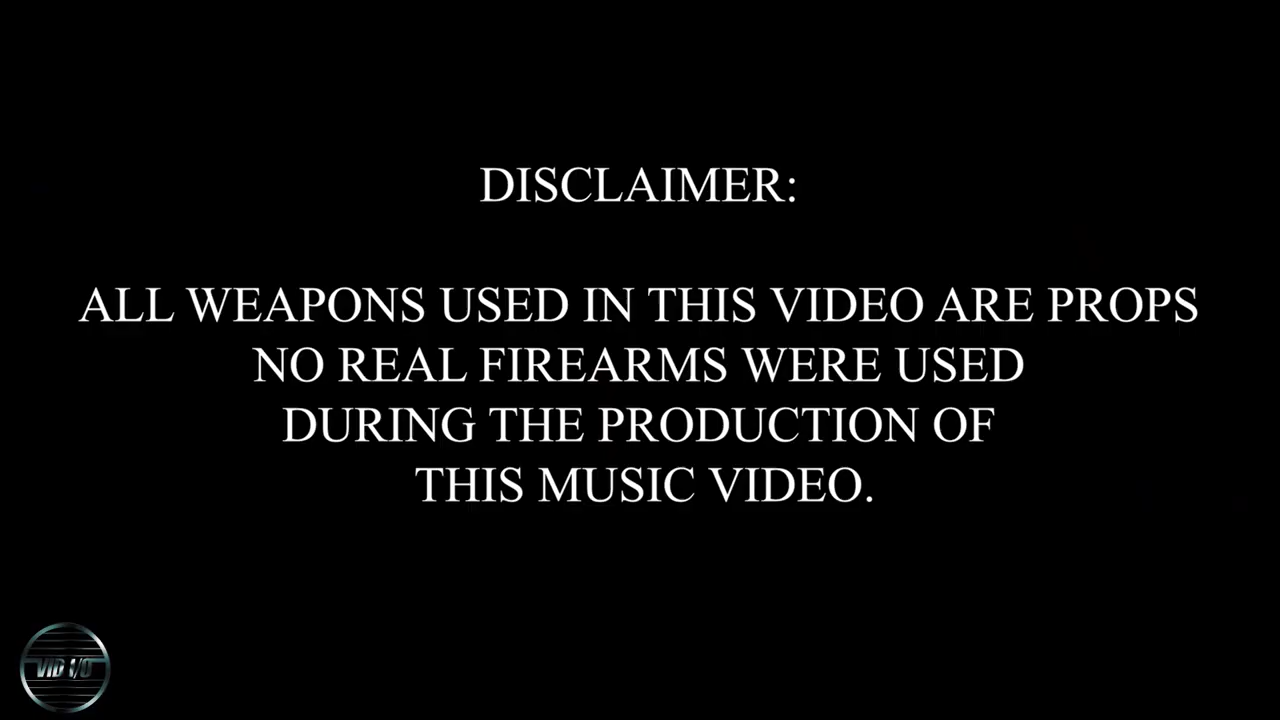 DISCLAIMER:
ALL WEAPONS USED IN THIS VIDEO ARE PROPS
NO REAL FIREARMS WERE USED
DURING THE PRODUCTION OF
THIS MUSIC VIDEO.
VID I/O